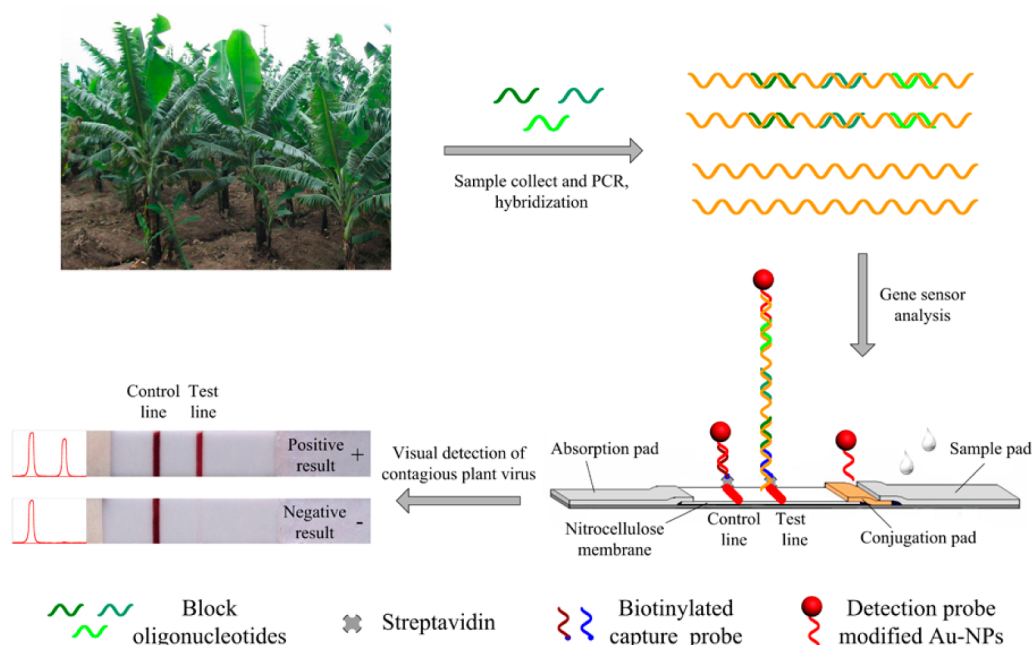 Sample collect and PCR,
hybridization
Gene sensor
analysis
Control
line
Test
line
Positive
result +
Negative
result -
Visual detection of
contagious plant virus
Absorption pad
Sample pad
Nitrocellulose
membrane
Control
line
Test
line
Conjugation pad
Block
oligonucleotides
Streptavidin
Biotinylated
capture probe
Detection probe
modified Au-NPs